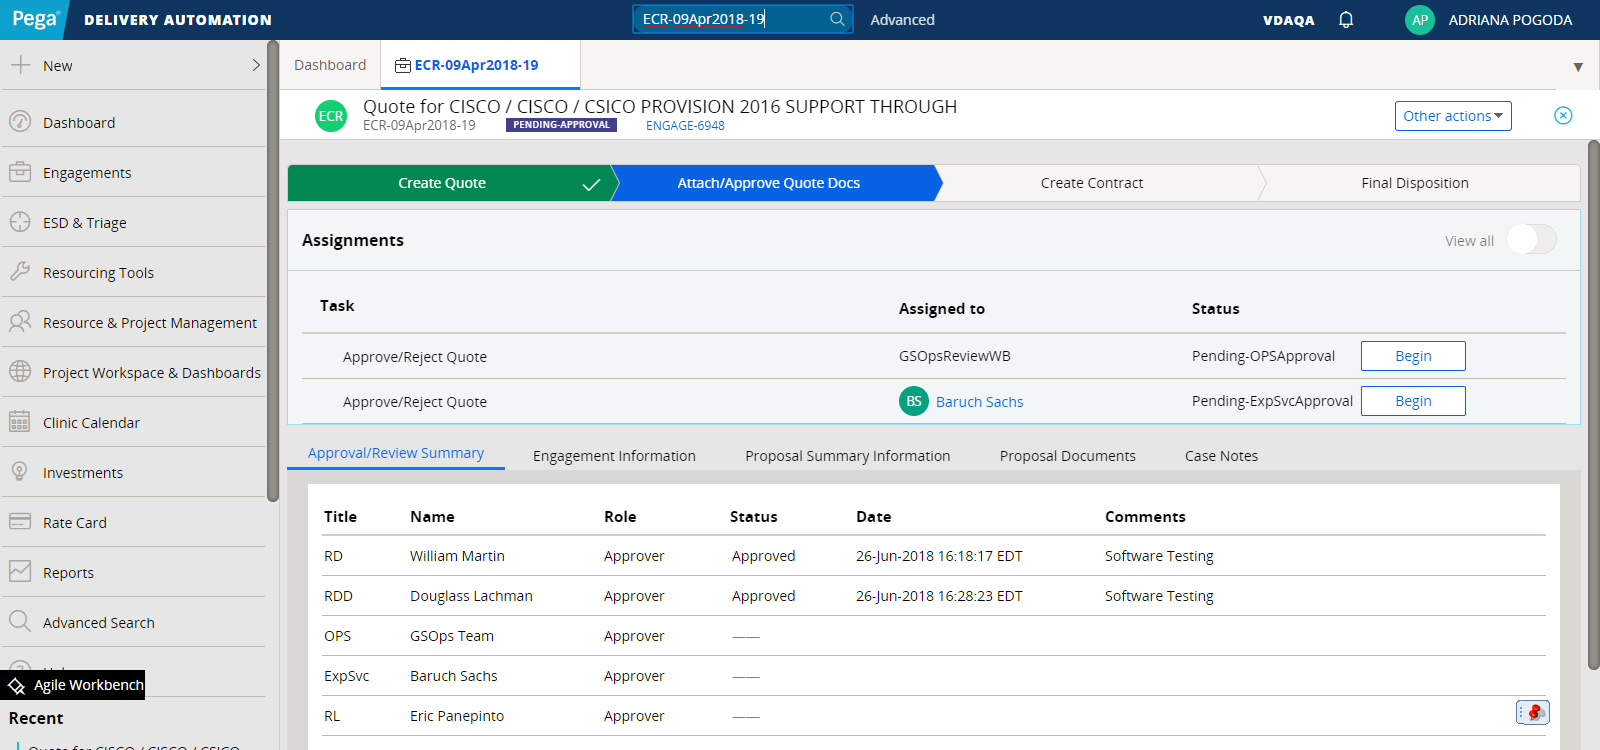 Pega DELIVERY AUTOMATION ECR-09Apr2018-19 Advanced VDAQA AP ADRIANA POGODA
New
Dashboard
Engagements
ESD & Triage
Resourcing Tools
Resource & Project Management
Project Workspace & Dashboards
Clinic Calendar
Investments
Rate Card
Reports
Advanced Search
Agile Workbench
Recent
Quote for CISCO / CISCO / CSICO
Dashboard ECR-09Apr2018-19
ECR Quote for CISCO / CISCO / CSICO PROVISION 2016 SUPPORT THROUGH
ECR-09Apr2018-19 PENDING-APPROVAL ENGAGE-6948
Other actions
Create Quote Attach/Approve Quote Docs Create Contract Final Disposition
Assignments View all
Task Assigned to Status
Approve/Reject Quote GSOpsReviewWB Pending-OPSApproval Begin
Approve/Reject Quote BS Baruch Sachs Pending-ExpSvcApproval Begin
Approval/Review Summary Engagement Information Proposal Summary Information Proposal Documents Case Notes
Title Name Role Status Date Comments
RD William Martin Approver Approved 26-Jun-2018 16:18:17 EDT Software Testing
RDD Douglass Lachman Approver Approved 26-Jun-2018 16:28:23 EDT Software Testing
OPS GSOps Team Approver ——
ExpSvc Baruch Sachs Approver ——
RL Eric Panepinto Approver ——